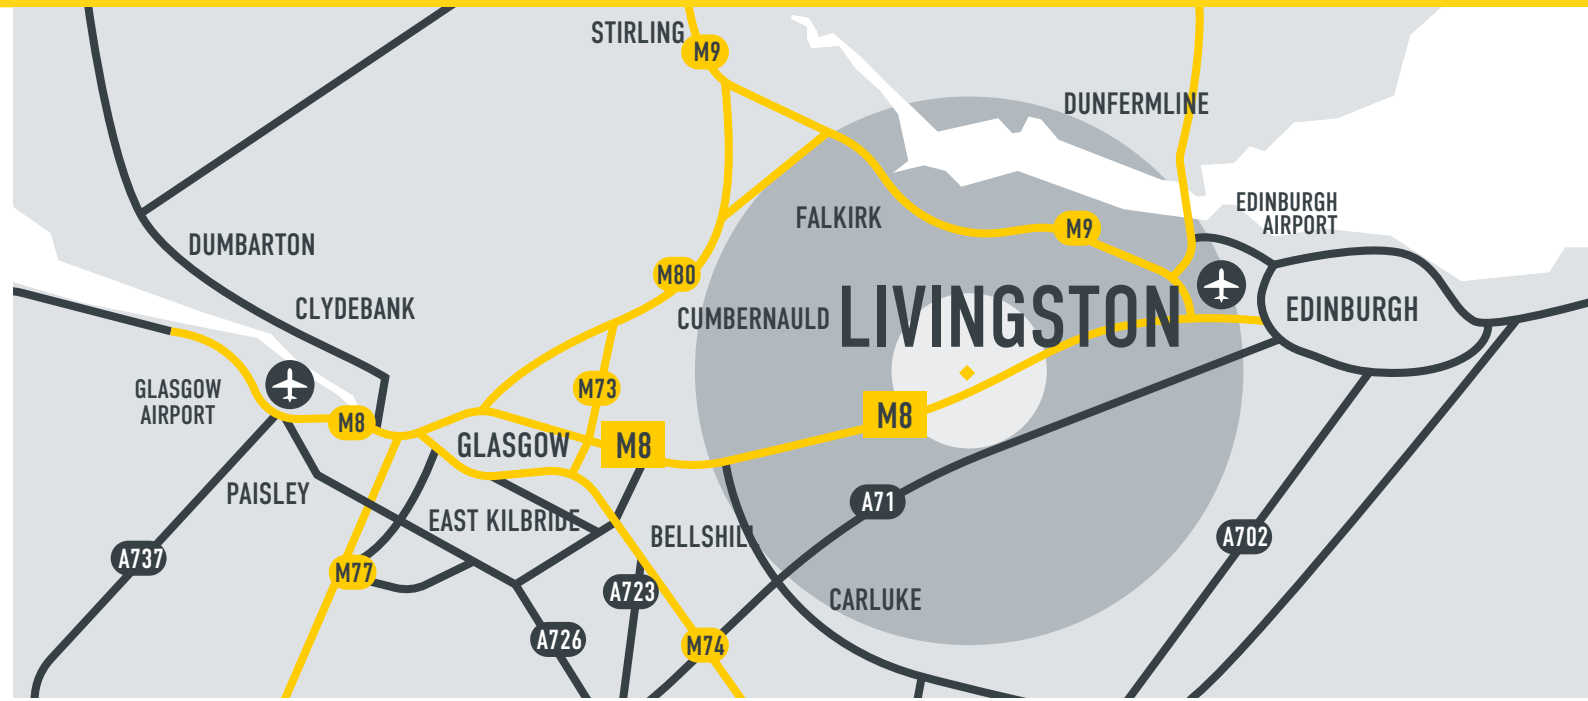 STIRLING
M9
DUNFERMLINE
EDINBURGH
AIRPORT
FALKIRK
M9
DUMBARTON
M80
CLYDEBANK
CUMBERNAULD
LIVINGSTON
EDINBURGH
GLASGOW
AIRPORT
M73
M8
M8
GLASGOW
M8
PAISLEY
A71
EAST KILBRIDE
BELLSHILL
A702
A737
M77
A723
CARLUKE
A726
M74